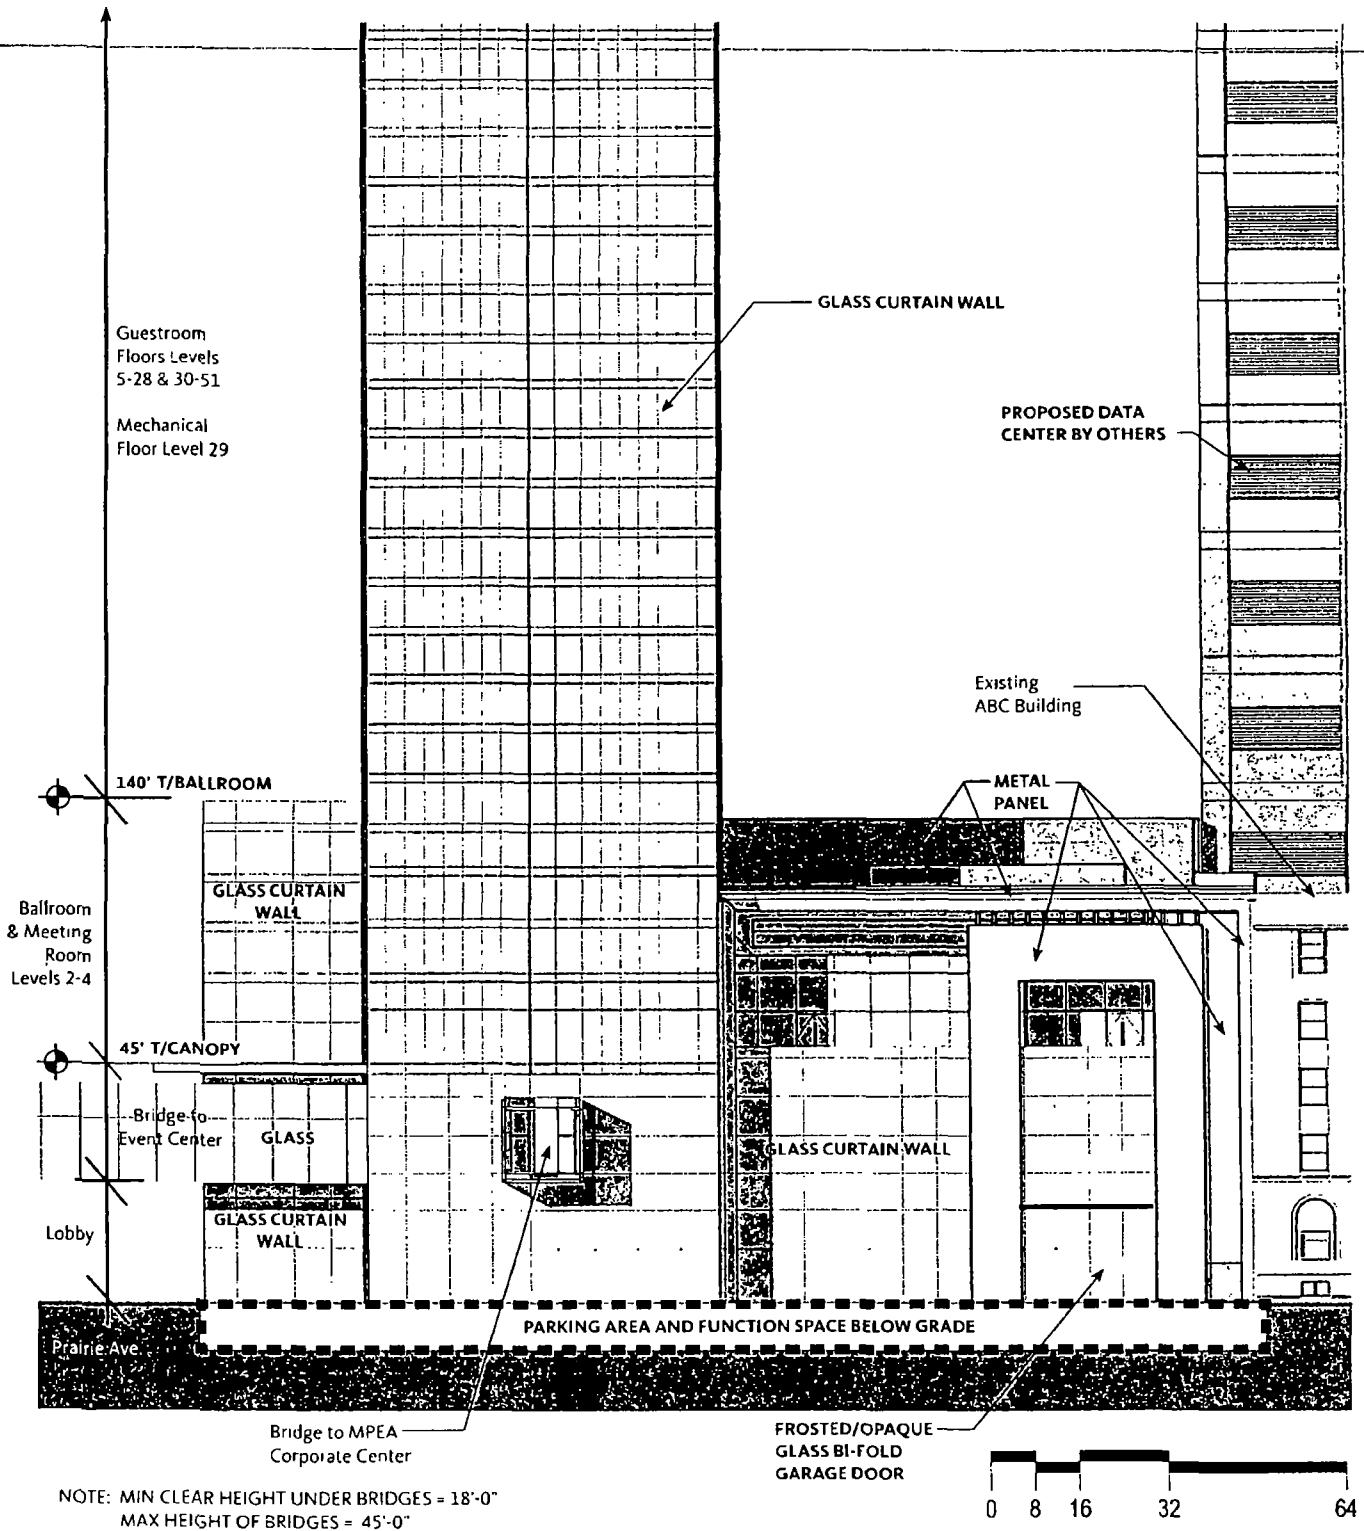 GLASS CURTAIN WALL
Guestroom
Floors Levels
5-28 & 30-51
Mechanical
Floor Level 29
PROPOSED DATA
CENTER BY OTHERS
Existing
ABC Building
140' T/BALLROOM
METAL
PANEL
GLASS CURTAIN
WALL
Ballroom
& Meeting
Room
Levels 2-4
45' T/CANOPY
Bridge to
Event Center
GLASS
GLASS CURTAIN WALL
GLASS CURTAIN
WALL
Lobby
PARKING AREA AND FUNCTION SPACE BELOW GRADE
Prairie Ave
Bridge to MPEA
Corporate Center
FROSTED/OPAQUE
GLASS BI-FOLD
GARAGE DOOR
0 8 16 32 64
NOTE: MIN CLEAR HEIGHT UNDER BRIDGES = 18'-0"
MAX HEIGHT OF BRIDGES = 45'-0"